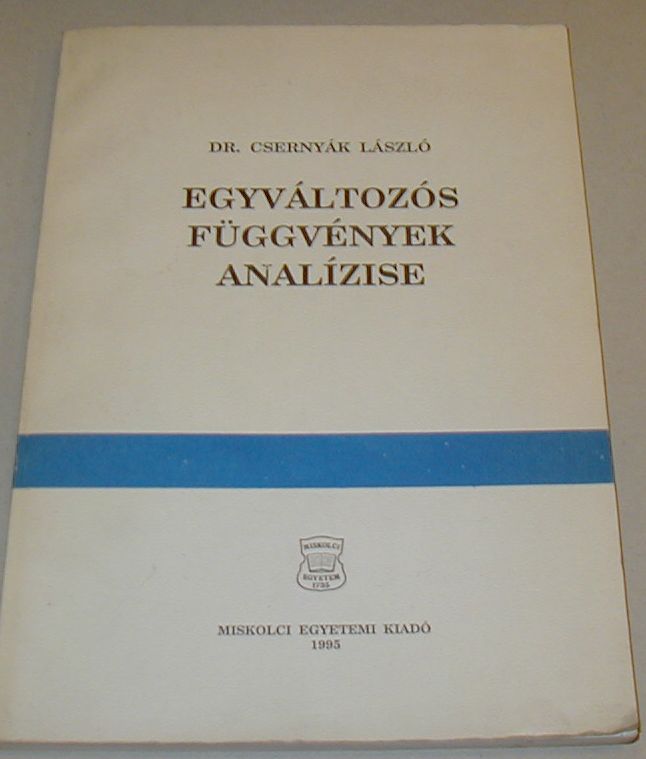 DR. CSERNYÁK LÁSZLÓ
EGYVÁLTOZÓS
FÜGGVÉNYEK
ANALÍZISE
MISKOLCI
EGYETEM
1735
MISKOLCI EGYETEMI KIADÓ
1995